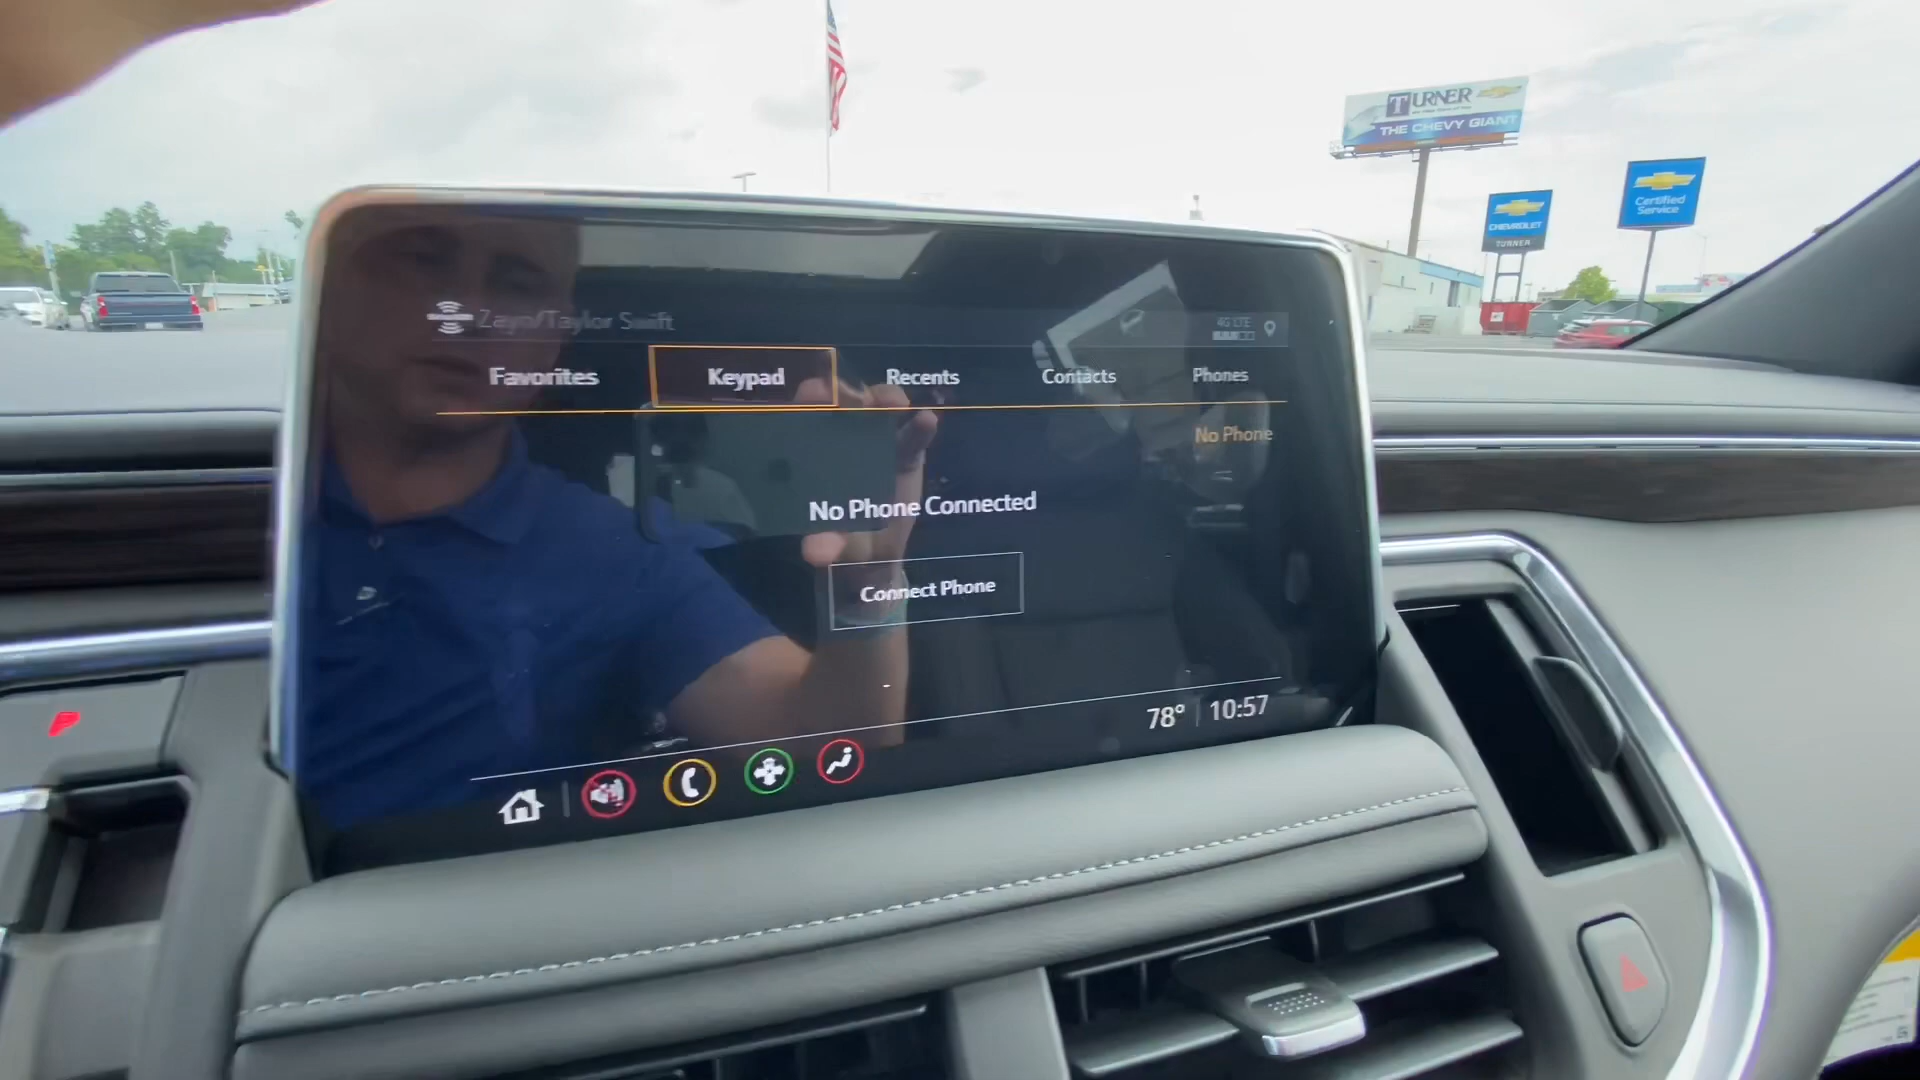 TURNER
THE CHEVY GIANT
CHEVROLET
TURNER
Certified
Service
Zayn/Taylor Swift
4G LTE
Favorites
Keypad
Recents
Contacts
Phones
No Phone
No Phone Connected
Connect Phone
78° 10:57